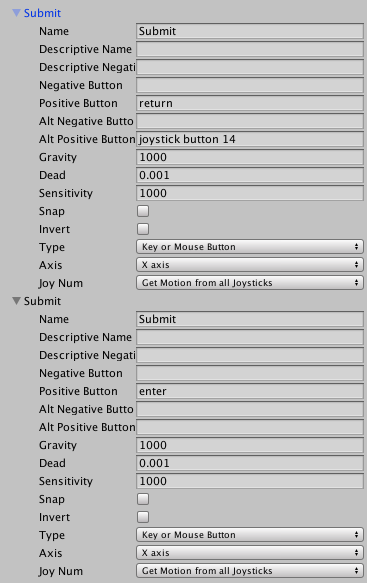 Submit
Name Submit
Descriptive Name
Descriptive Negati
Negative Button
Positive Button return
Alt Negative Butto
Alt Positive Button joystick button 14
Gravity 1000
Dead 0.001
Sensitivity 1000
Snap
Invert
Type Key or Mouse Button
Axis X axis
Joy Num Get Motion from all Joysticks
Submit
Name Submit
Descriptive Name
Descriptive Negati
Negative Button
Positive Button enter
Alt Negative Butto
Alt Positive Button
Gravity 1000
Dead 0.001
Sensitivity 1000
Snap
Invert
Type Key or Mouse Button
Axis X axis
Joy Num Get Motion from all Joysticks